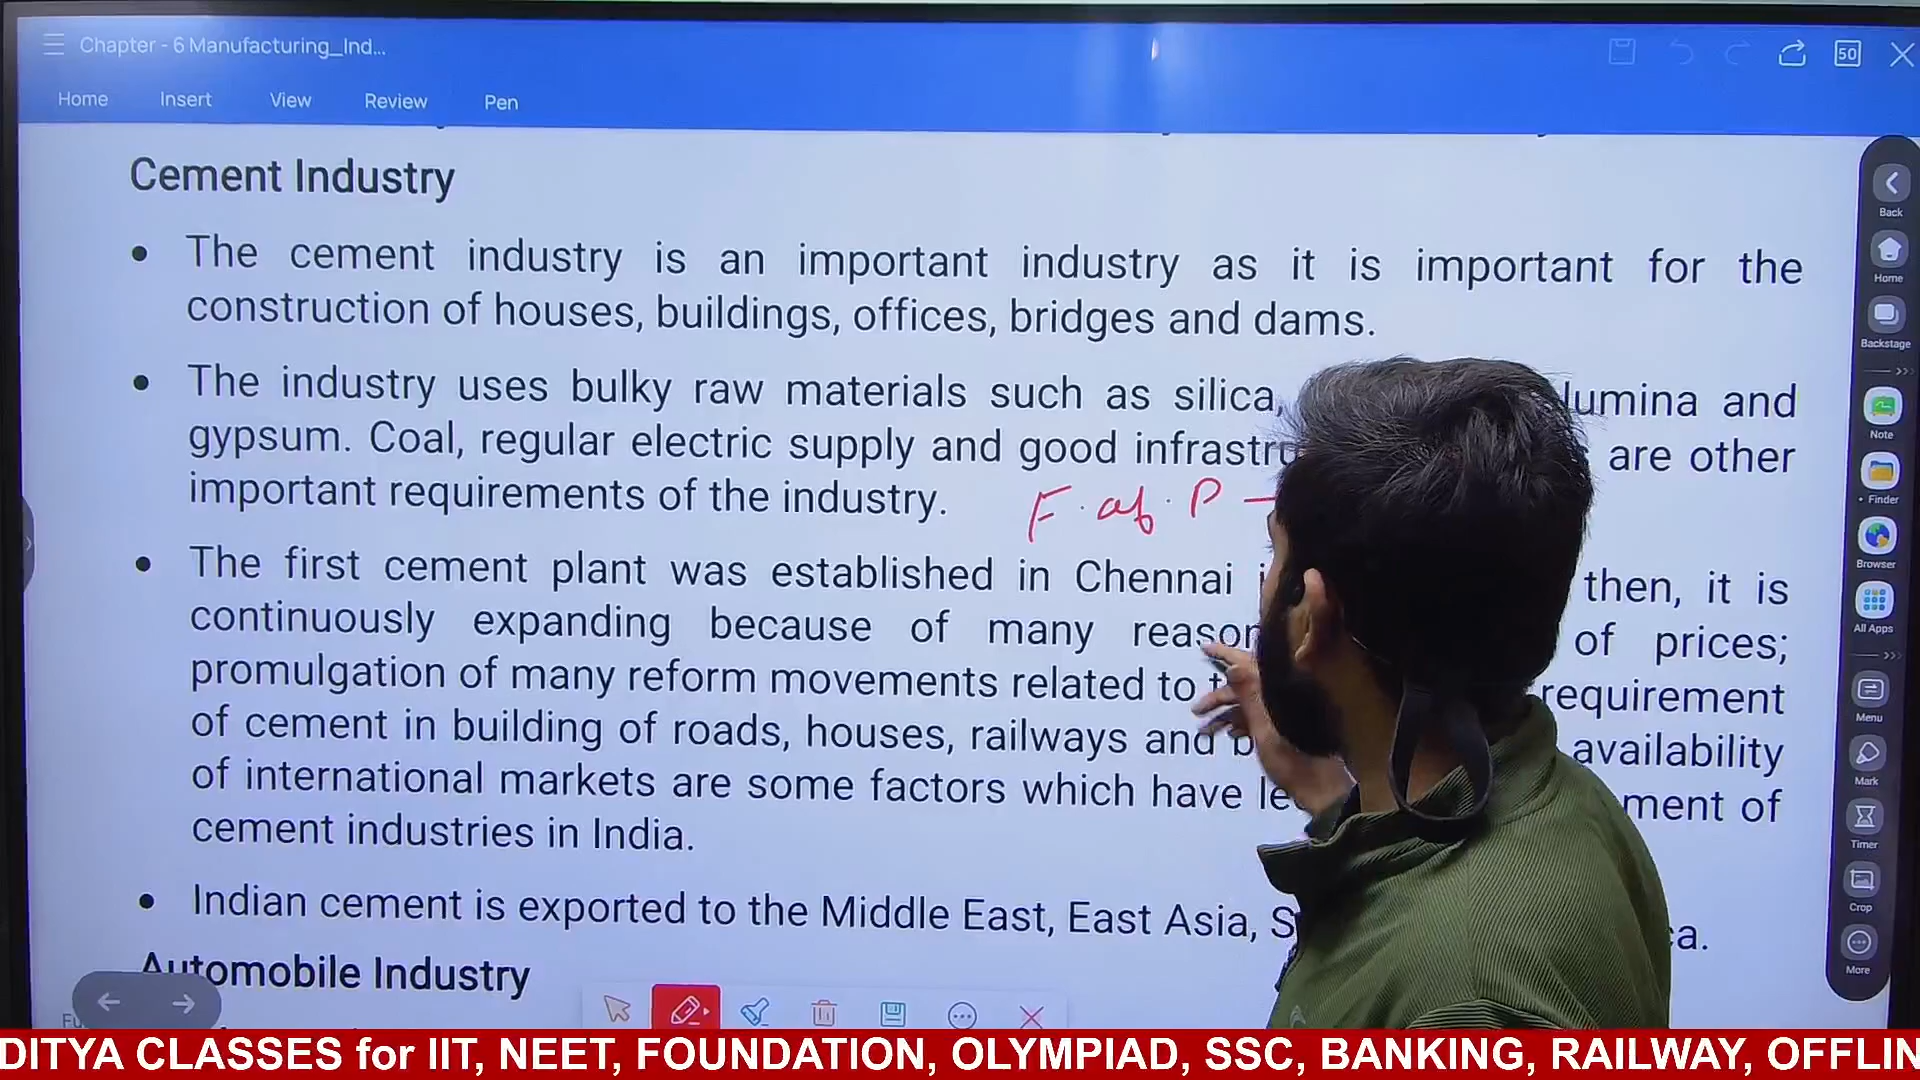 Chapter - 6 Manufacturing_Ind...
50
Home Insert View Review Pen
Cement Industry
• The cement industry is an important industry as it is important for the
construction of houses, buildings, offices, bridges and dams.
• The industry uses bulky raw materials such as silica, lumina and
gypsum. Coal, regular electric supply and good infrastru are other
important requirements of the industry.
F. of. P -
• The first cement plant was established in Chennai then, it is
continuously expanding because of many reason of prices;
promulgation of many reform movements related to requirement
of cement in building of roads, houses, railways and b availability
of international markets are some factors which have le ment of
cement industries in India.
• Indian cement is exported to the Middle East, East Asia, S ca.
Automobile Industry
Back
Home
Backstage
Note
Finder
Browser
All Apps
Menu
Mark
Timer
Crop
More
DITYA CLASSES for IIT, NEET, FOUNDATION, OLYMPIAD, SSC, BANKING, RAILWAY, OFFLIN